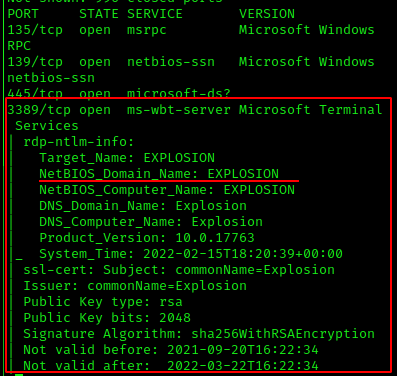 Not shown: 996 closed ports
PORT     STATE SERVICE       VERSION
135/tcp  open  msrpc         Microsoft Windows
RPC
139/tcp  open  netbios-ssn   Microsoft Windows
netbios-ssn
445/tcp  open  microsoft-ds?
3389/tcp open  ms-wbt-server Microsoft Terminal
Services
| rdp-ntlm-info:
|   Target_Name: EXPLOSION
|   NetBIOS_Domain_Name: EXPLOSION
|   NetBIOS_Computer_Name: EXPLOSION
|   DNS_Domain_Name: Explosion
|   DNS_Computer_Name: Explosion
|   Product_Version: 10.0.17763
|_  System_Time: 2022-02-15T18:20:39+00:00
| ssl-cert: Subject: commonName=Explosion
| Issuer: commonName=Explosion
| Public Key type: rsa
| Public Key bits: 2048
| Signature Algorithm: sha256WithRSAEncryption
| Not valid before: 2021-09-20T16:22:34
| Not valid after:  2022-03-22T16:22:34